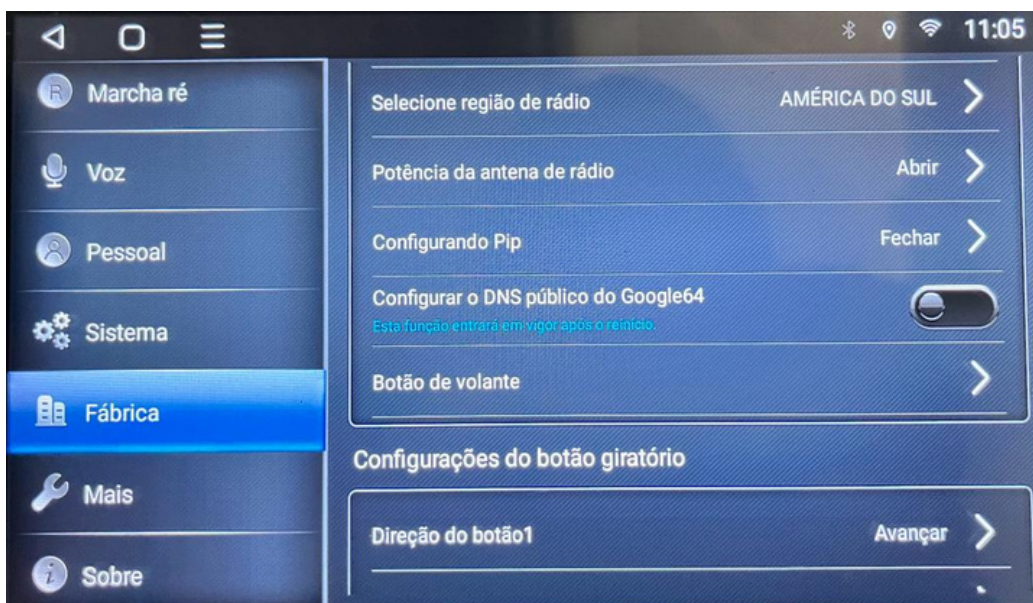 11:05
Marcha ré
Voz
Pessoal
Sistema
Fábrica
Mais
Sobre
Selecione região de rádio AMÉRICA DO SUL
Potência da antena de rádio Abrir
Configurando Pip Fechar
Configurar o DNS público do Google64
Esta função entrará em vigor após o reinício.
Botão de volante
Configurações do botão giratório
Direção do botão1 Avançar